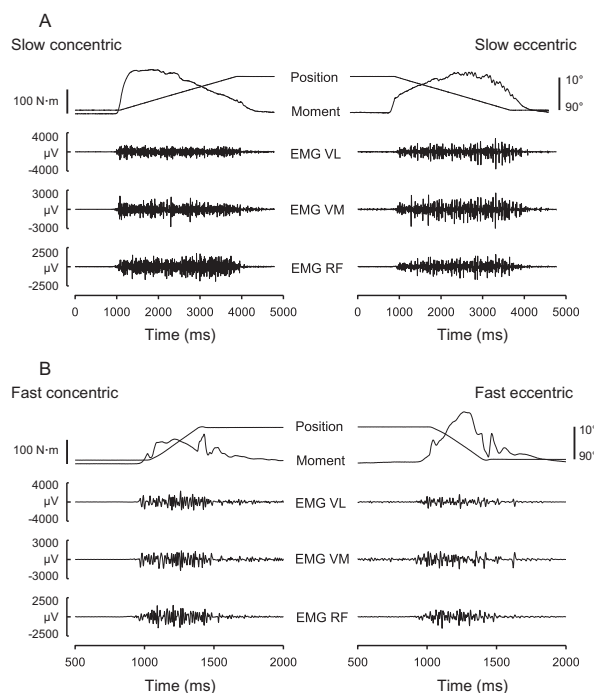 A
Slow concentric
Slow eccentric
100 N·m
Position
Moment
10°
90°
4000
µV
-4000
EMG VL
3000
µV
-3000
EMG VM
2500
µV
-2500
EMG RF
0 1000 2000 3000 4000 5000
0 1000 2000 3000 4000 5000
Time (ms)
Time (ms)
B
Fast concentric
Fast eccentric
100 N·m
Position
Moment
10°
90°
4000
µV
-4000
EMG VL
3000
µV
-3000
EMG VM
2500
µV
-2500
EMG RF
500 1000 1500 2000
500 1000 1500 2000
Time (ms)
Time (ms)